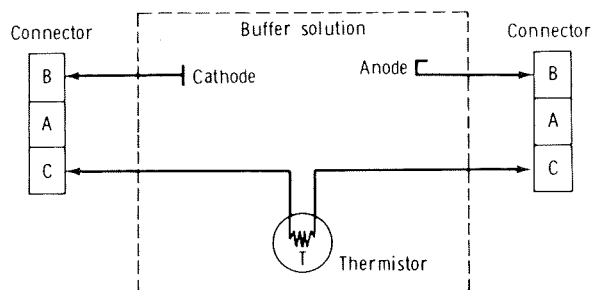 Connector
Buffer solution
Connector
B
Cathode
Anode
B
A
A
C
C
T
Thermistor